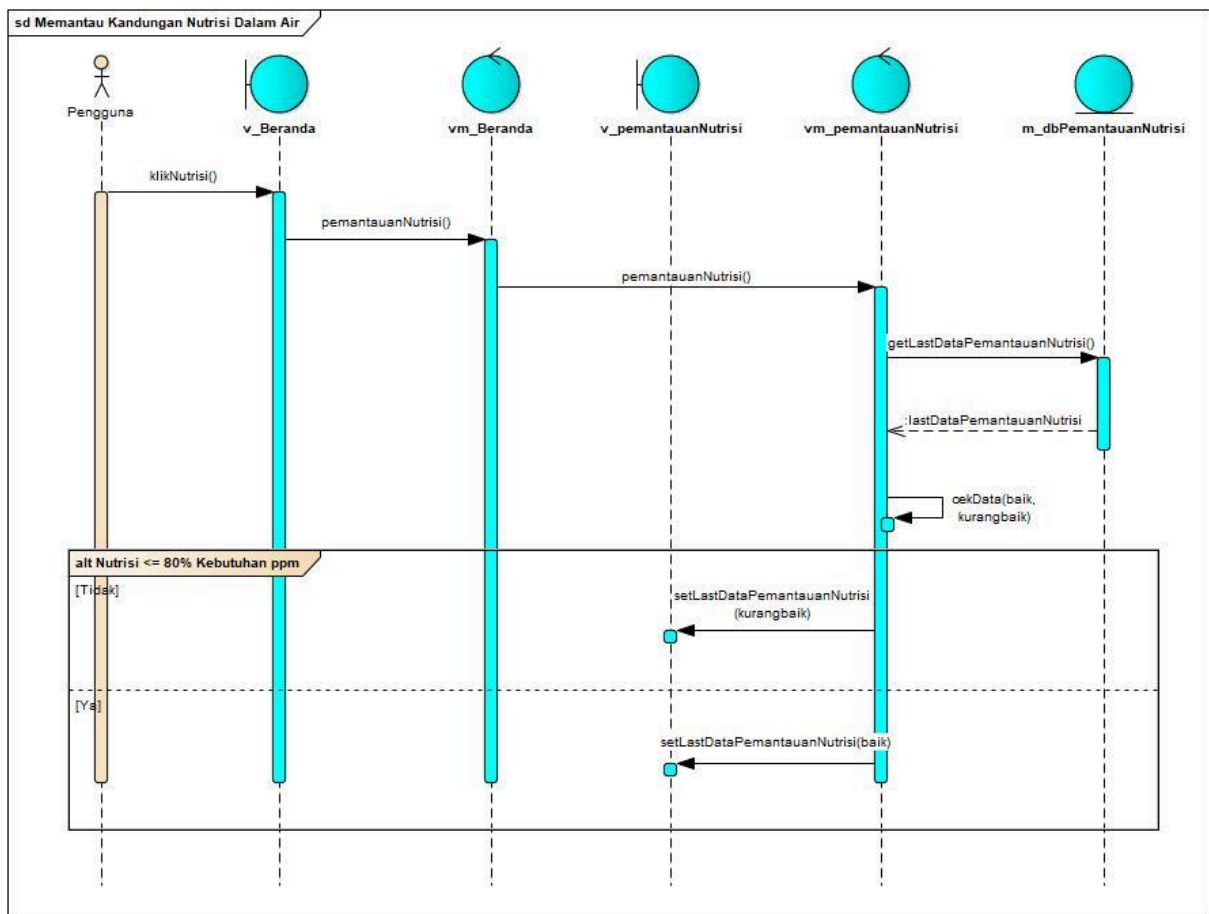 sd Memantau Kandungan Nutrisi Dalam Air
Pengguna
v_Beranda
vm_Beranda
v_pemantauanNutrisi
vm_pemantauanNutrisi
m_dbPemantauanNutrisi
klikNutrisi()
pemantauanNutrisi()
pemantauanNutrisi()
getLastDataPemantauanNutrisi()
:lastDataPemantauanNutrisi
cekData(baik,
kurangbaik)
alt Nutrisi <= 80% Kebutuhan ppm
[Tidak]
setLastDataPemantauanNutrisi
(kurangbaik)
[Ya]
setLastDataPemantauanNutrisi(baik)